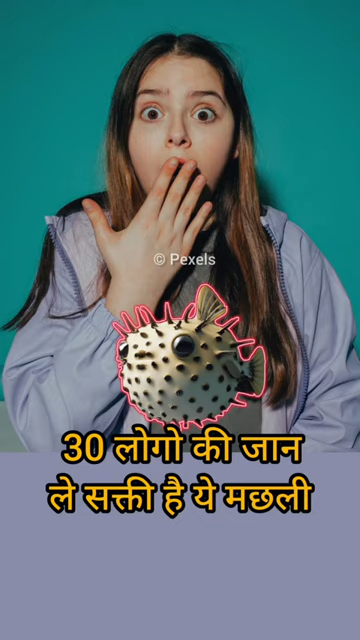 © Pexels
30 लोगो की जान
ले सक्ती है ये मछली